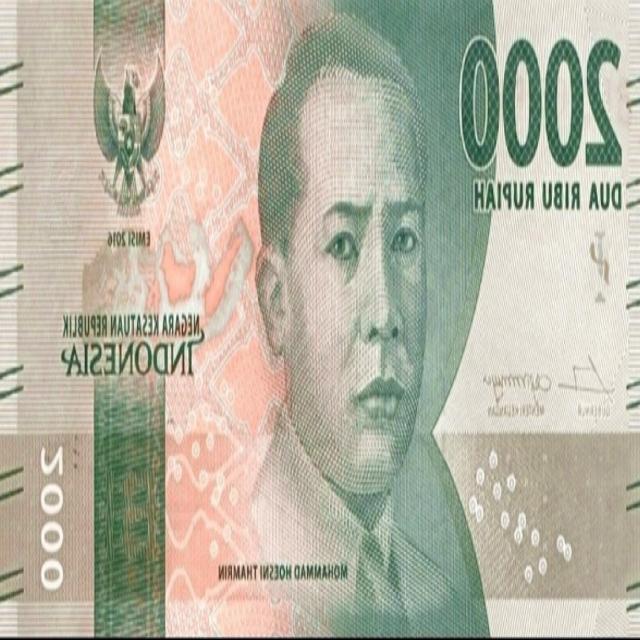 2000
DUA RIBU RUPIAH
EMISI 2016
NEGARA KESATUAN REPUBLIK
INDONESIA
2000
MOHAMMAD HOESNI THAMRIN